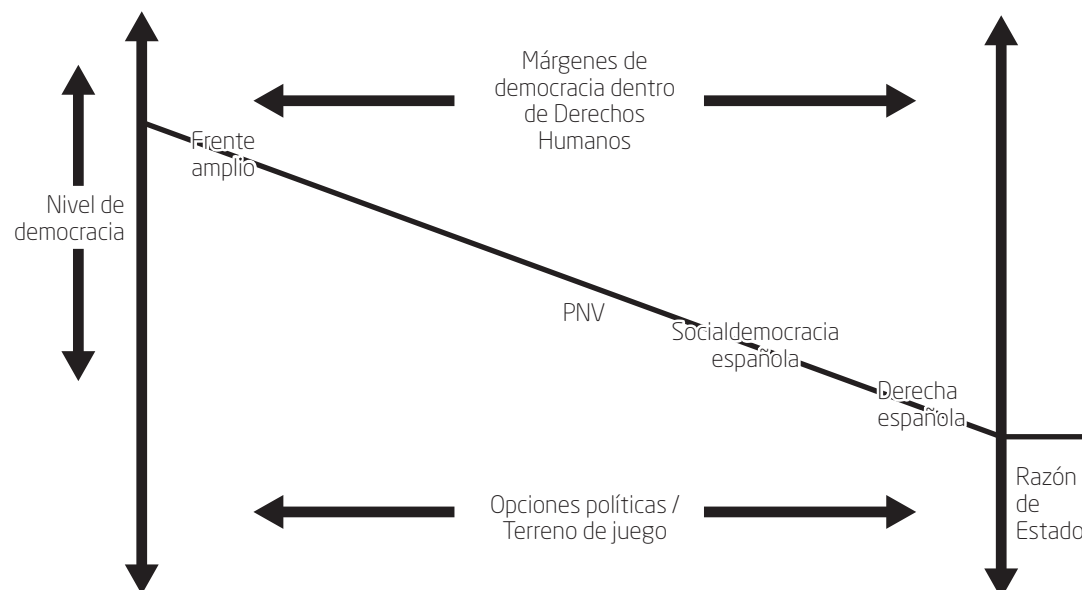 Márgenes de
democracia dentro
de Derechos
Humanos
Frente
amplio
Nivel de
democracia
PNV
Socialdemocracia
española
Derecha
española
Opciones políticas /
Terreno de juego
Razón
de
Estado